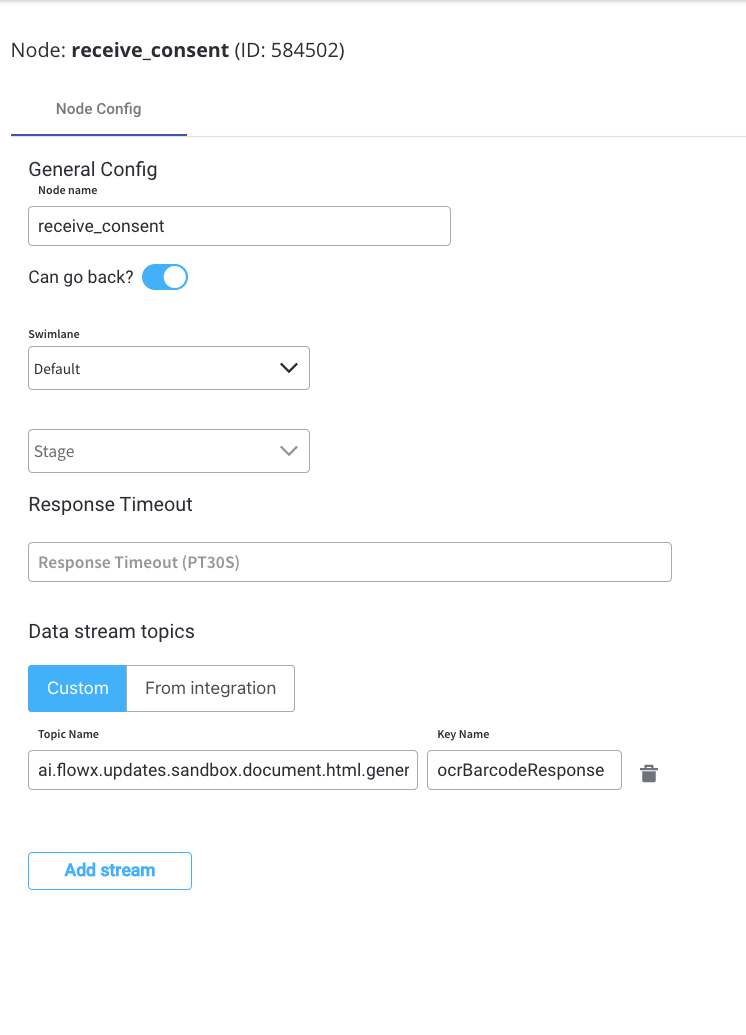 Node: receive_consent (ID: 584502)
Node Config
General Config
Node name
receive_consent
Can go back?
Swimlane
Default
Stage
Response Timeout
Response Timeout (PT30S)
Data stream topics
Custom From integration
Topic Name Key Name
ai.flowx.updates.sandbox.document.html.gener ocrBarcodeResponse
Add stream